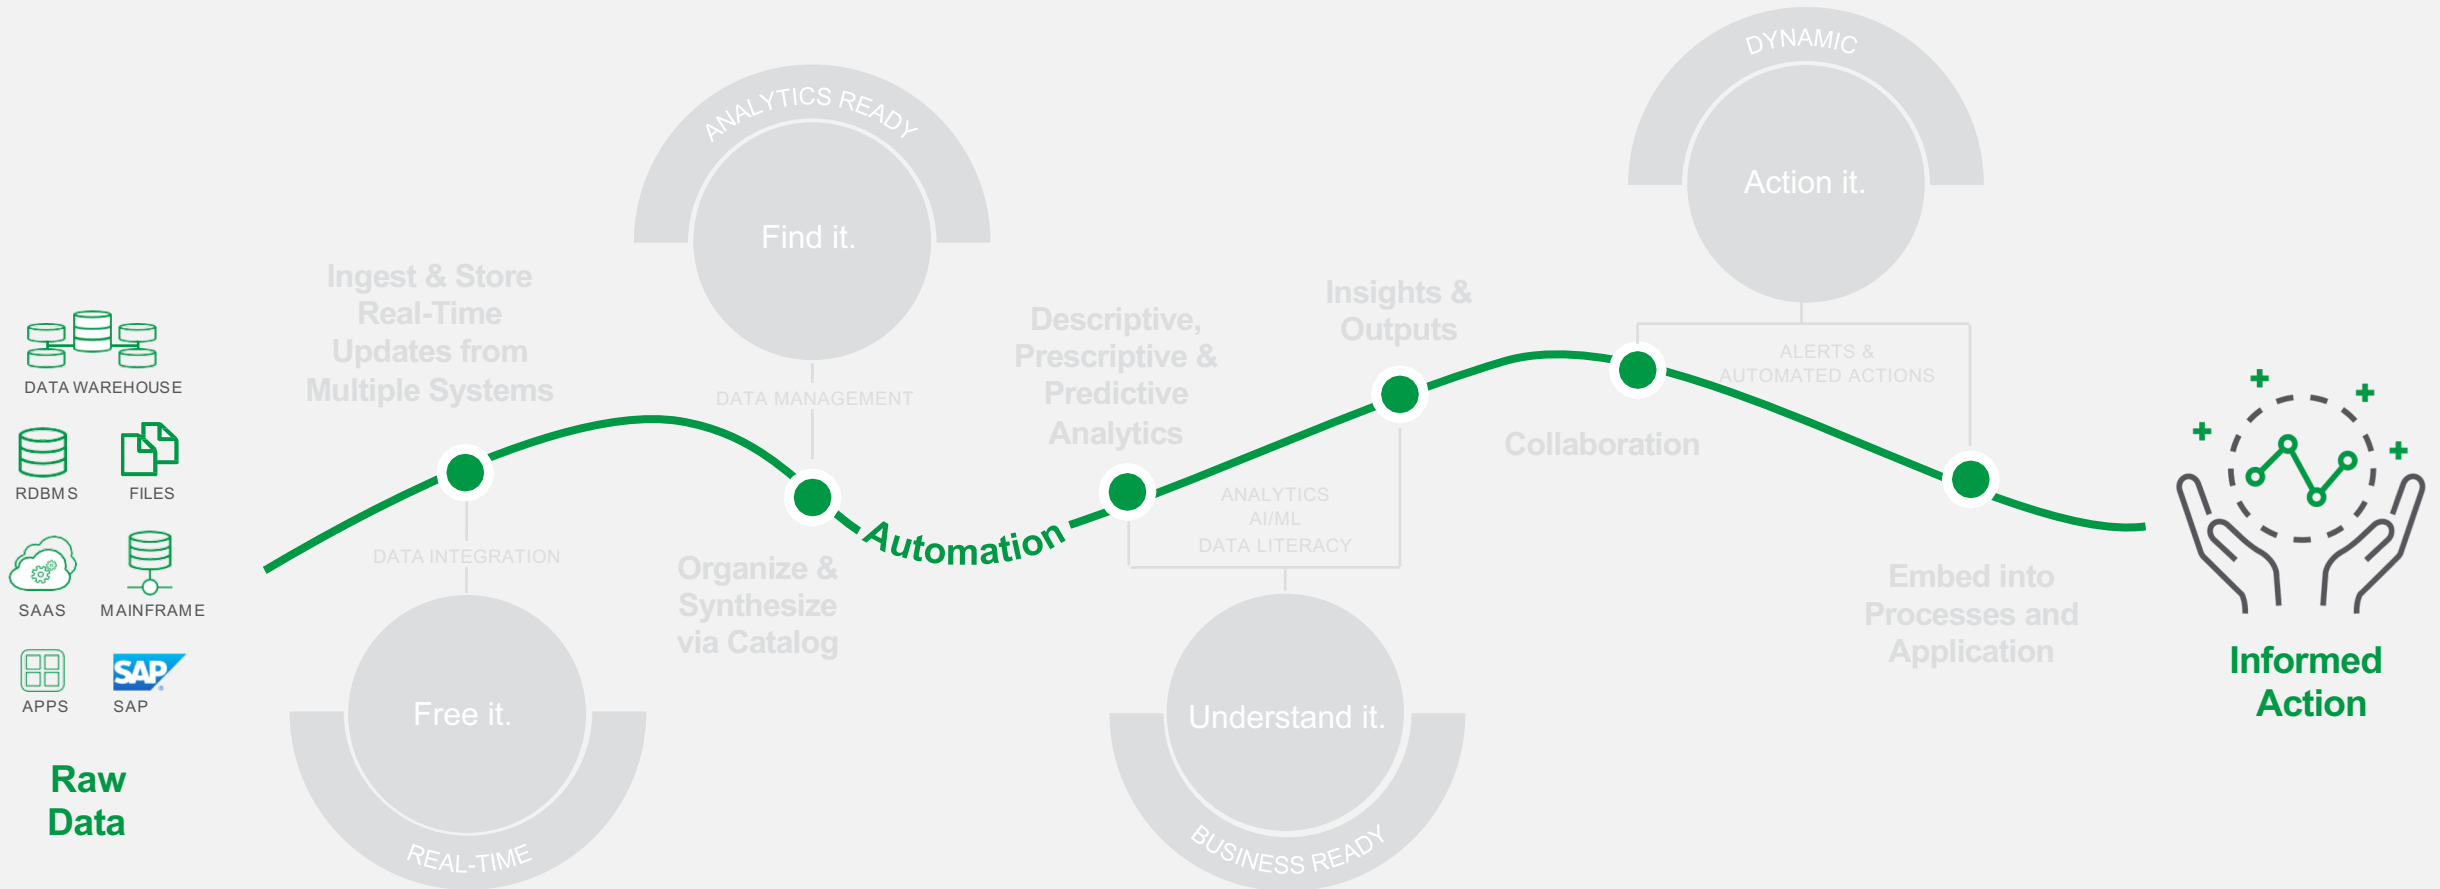 DATA WAREHOUSE
RDBMS
FILES
SAAS
MAINFRAME
APPS
SAP
SAP
Raw
Data
Ingest & Store
Real-Time
Updates from
Multiple Systems
DATA INTEGRATION
Free it.
REAL-TIME
ANALYTICS READY
Find it.
DATA MANAGEMENT
Organize &
Synthesize
via Catalog
Automation
Descriptive,
Prescriptive &
Predictive
Analytics
Insights &
Outputs
ANALYTICS
AI/ML
DATA LITERACY
Understand it.
BUSINESS READY
DYNAMIC
Action it.
ALERTS &
AUTOMATED ACTIONS
Collaboration
Embed into
Processes and
Application
Informed
Action